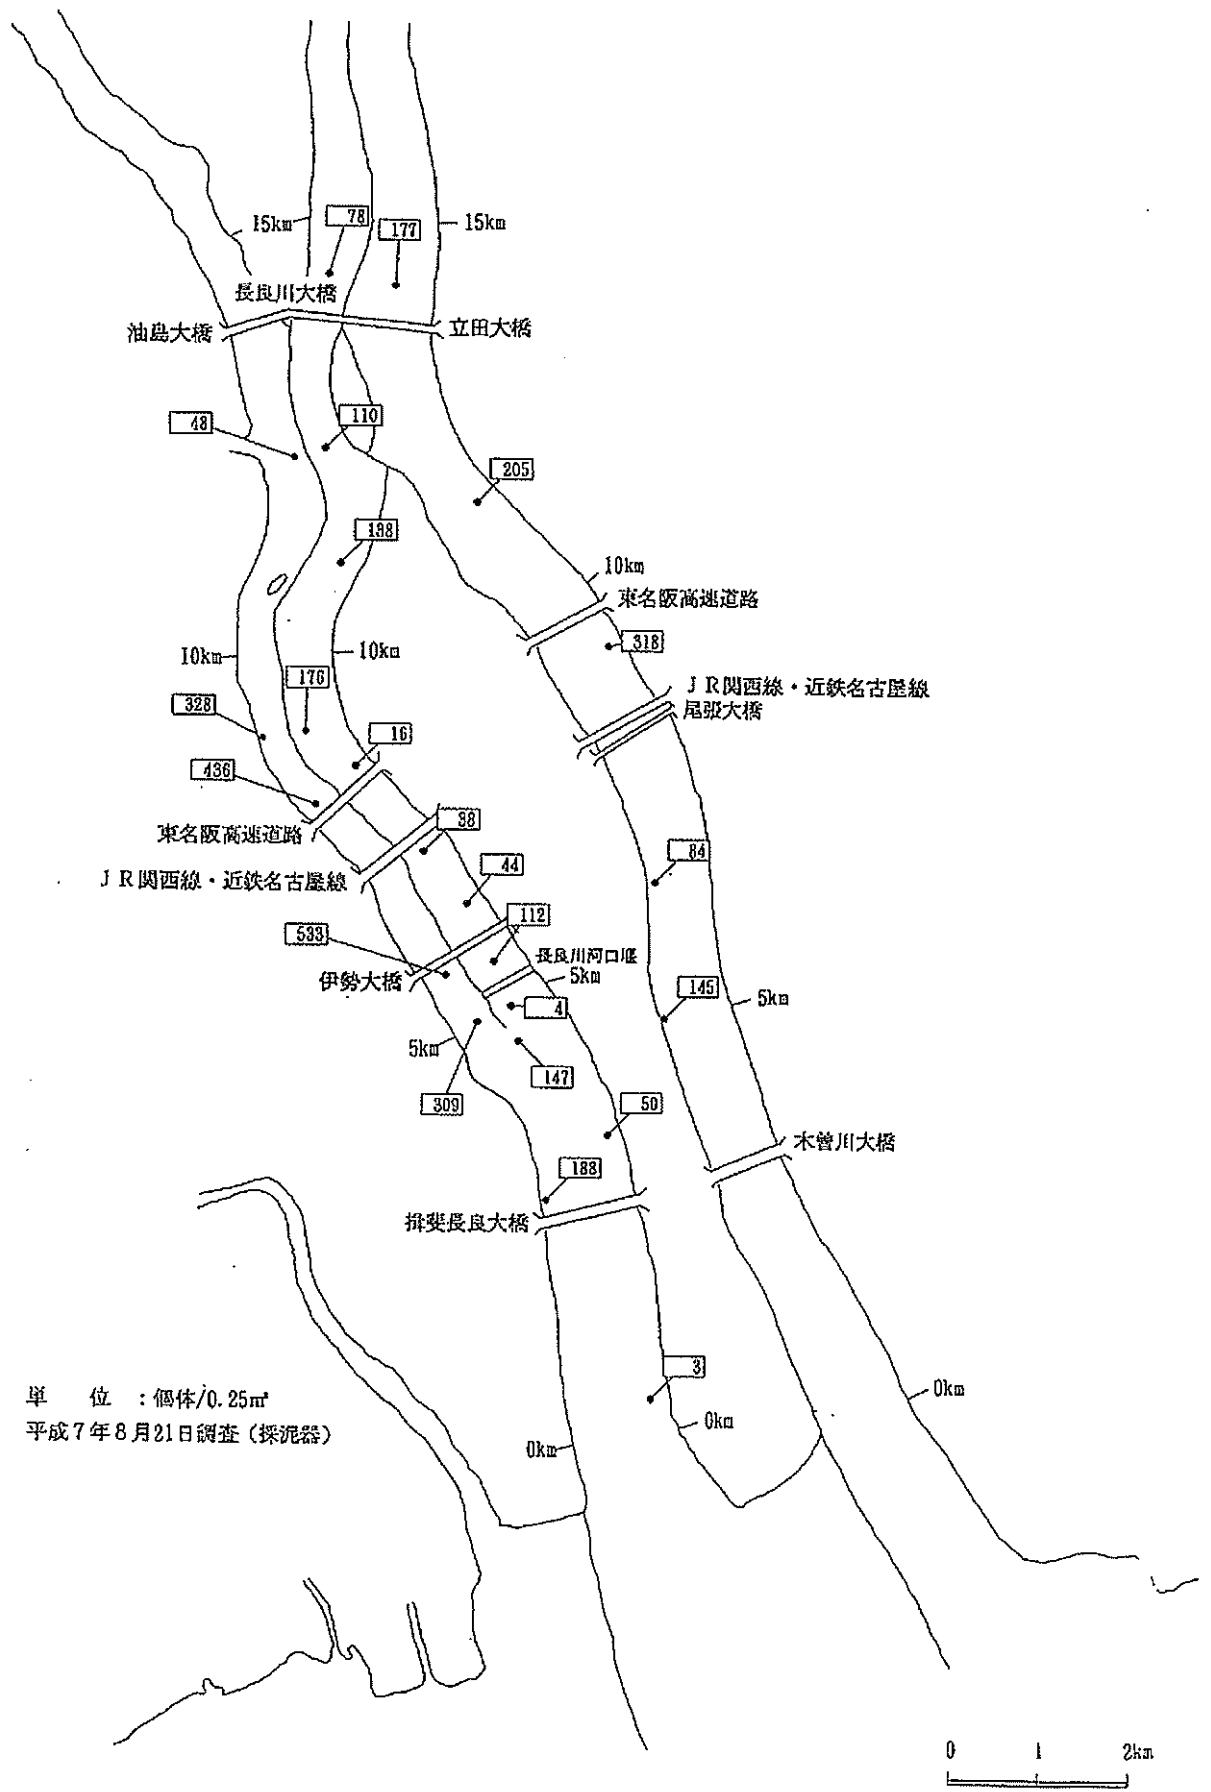 15km
78
177
15km
長良川大橋
油島大橋
立田大橋
48
110
205
138
10km
東名阪高速道路
318
10km
10km
176
JR関西線・近鉄名古屋線
尾張大橋
328
16
436
東名阪高速道路
38
84
JR関西線・近鉄名古屋線
44
112
533
長良川河口堰
伊勢大橋
5km
145
5km
4
5km
147
309
50
木曽川大橋
188
揖斐長良大橋
3
単 位 :個体/0.25㎡
平成7年8月21日調査(採泥器)
0km
0km
0km
0 1 2km